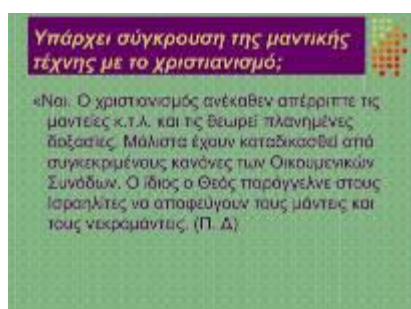 Υπάρχει σύγκρουση της μαντικής
τέχνης με το χριστιανισμό;
«Ναι. Ο χριστιανισμός ανέκαθεν απέρριπτε τις
μαντείες κ.τ.λ. και τις θεωρεί πλανημένες
δοξασίες. Μάλιστα έχουν καταδικασθεί από
συγκεκριμένους κανόνες των Οικουμενικών
Συνόδων. Ο ίδιος ο Θεός παράγγελνε στους
Ισραηλίτες να αποφεύγουν τους μάντεις και
τους νεκρομάντεις. (Π. Δ)